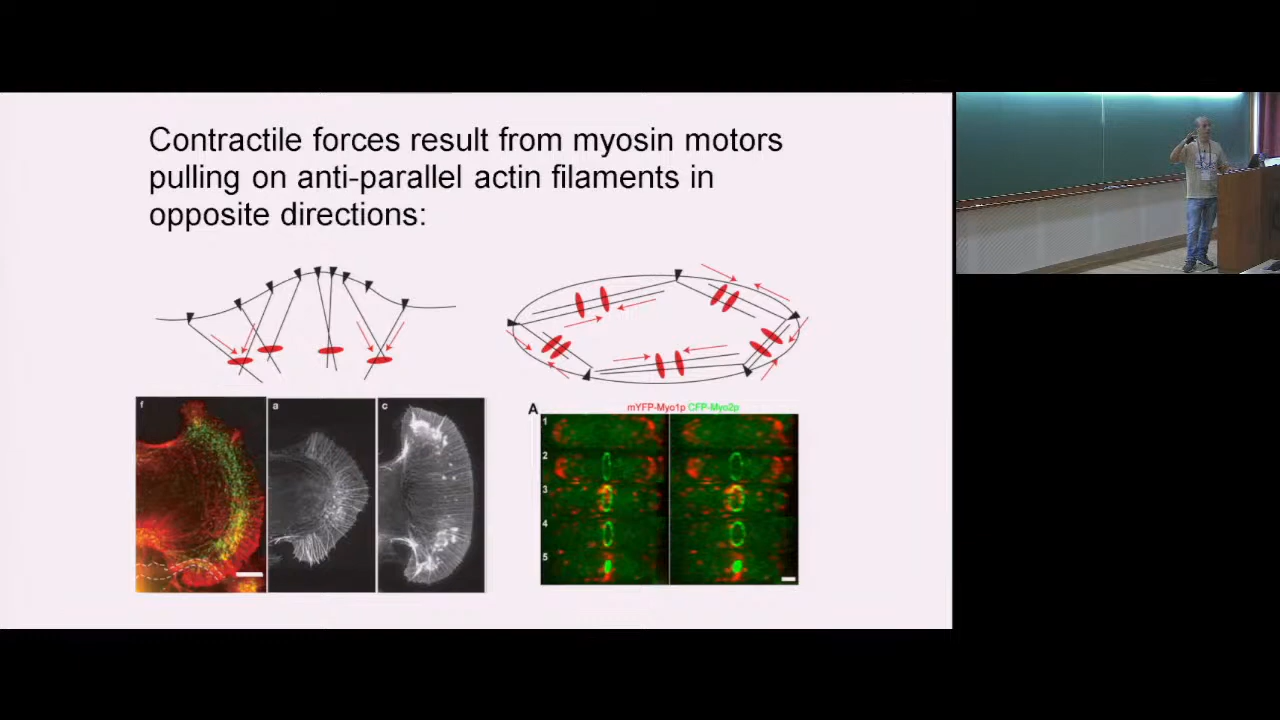 Contractile forces result from myosin motors
pulling on anti-parallel actin filaments in
opposite directions:
f
a
c
A
mYFP-Myo1p CFP-Myo2p
1
2
3
4
5